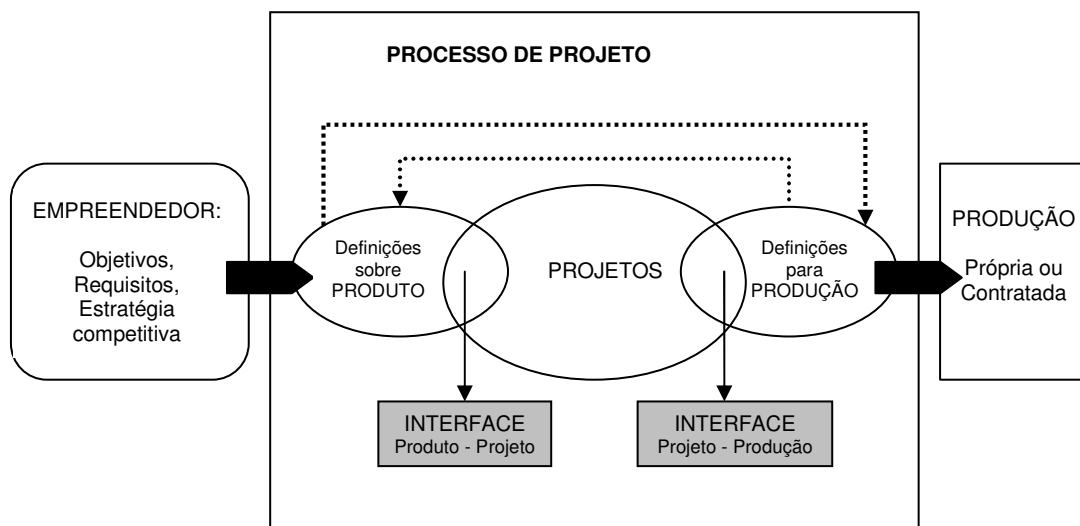 PROCESSO DE PROJETO
EMPREENDEDOR:
Objetivos,
Requisitos,
Estratégia
competitiva
Definições
sobre
PRODUTO
PROJETOS
Definições
para
PRODUÇÃO
PRODUÇÃO
Própria ou
Contratada
INTERFACE
Produto - Projeto
INTERFACE
Projeto - Produção